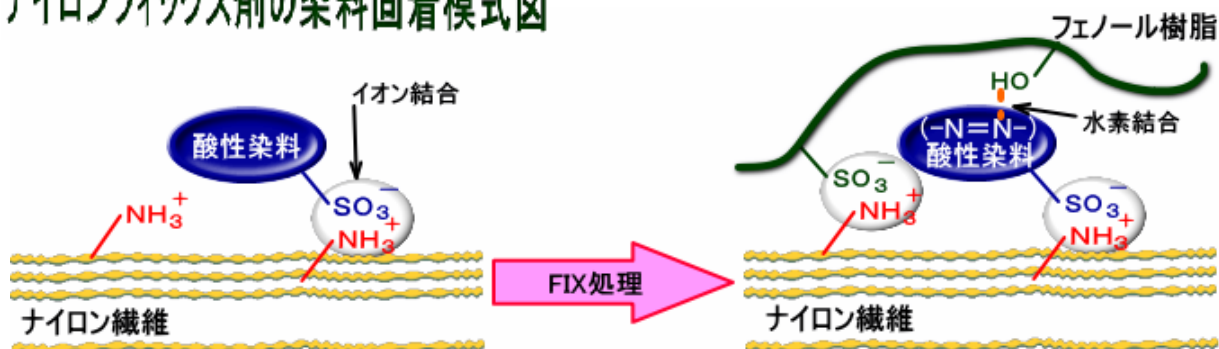 ナイロンフィックス剤の染料固着模式図
イオン結合
酸性染料
SO₃⁻
NH₃⁺
NH₃⁺
ナイロン繊維
FIX処理
フェノール樹脂
HO
水素結合
(-N=N-)
酸性染料
SO₃⁻
NH₃⁺
SO₃⁻
NH₃⁺
ナイロン繊維